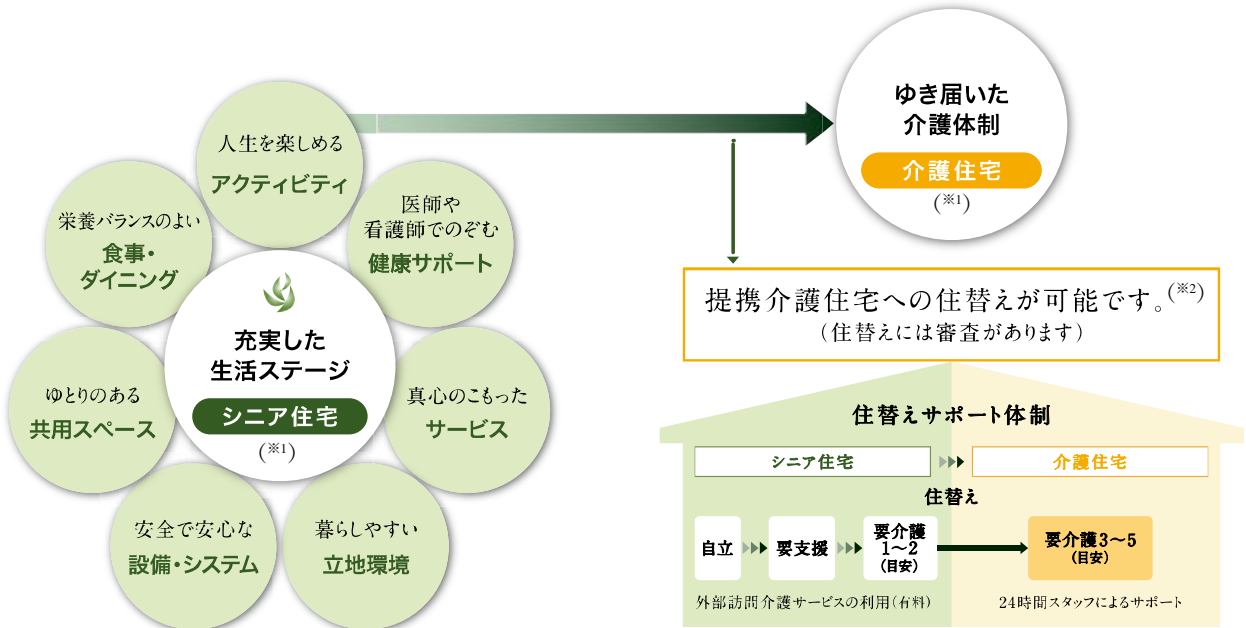 人生を楽しめる
アクティビティ
医師や
看護師でのぞむ
健康サポート
栄養バランスのよい
食事・
ダイニング
充実した
生活ステージ
シニア住宅
(※1)
ゆとりのある
共用スペース
真心のこもった
サービス
安全で安心な
設備・システム
暮らしやすい
立地環境
ゆき届いた
介護体制
介護住宅
(※1)
提携介護住宅への住替えが可能です。(※2)
(住替えには審査があります)
住替えサポート体制
シニア住宅
介護住宅
住替え
自立
要支援
要介護
1〜2
(目安)
要介護3〜5
(目安)
外部訪問介護サービスの利用(有料)
24時間スタッフによるサポート